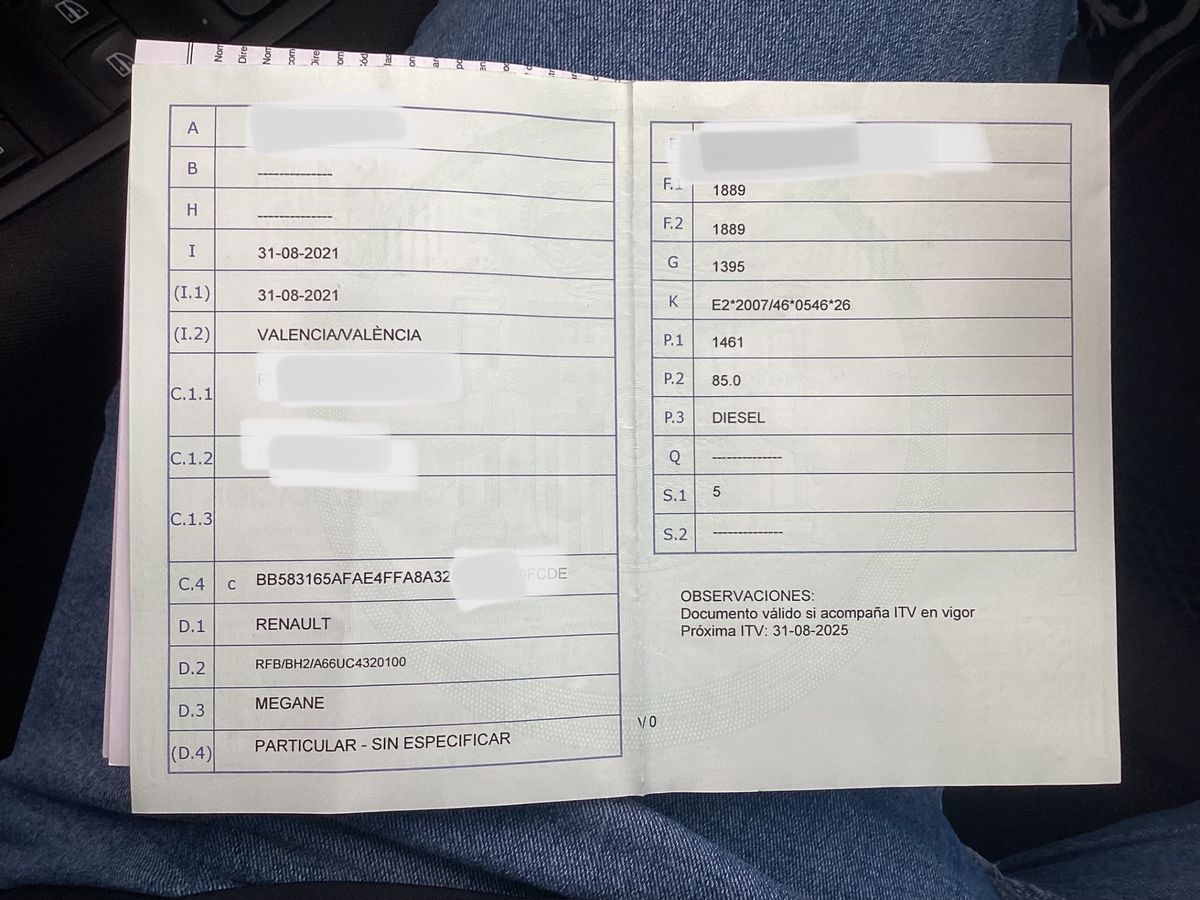 A
B --------------
H --------------
I 31-08-2021
(I.1) 31-08-2021
(I.2) VALENCIA/VALÈNCIA
C.1.1 P
C.1.2
C.1.3
C.4 c BB583165AFAE4FFA8A32 0FCDE
D.1 RENAULT
D.2 RFB/BH2/A66UC4320100
D.3 MEGANE
(D.4) PARTICULAR - SIN ESPECIFICAR
F.1 1889
F.2 1889
G 1395
K E2*2007/46*0546*26
P.1 1461
P.2 85.0
P.3 DIESEL
Q --------------
S.1 5
S.2 --------------
OBSERVACIONES:
Documento válido si acompaña ITV en vigor
Próxima ITV: 31-08-2025
V 0